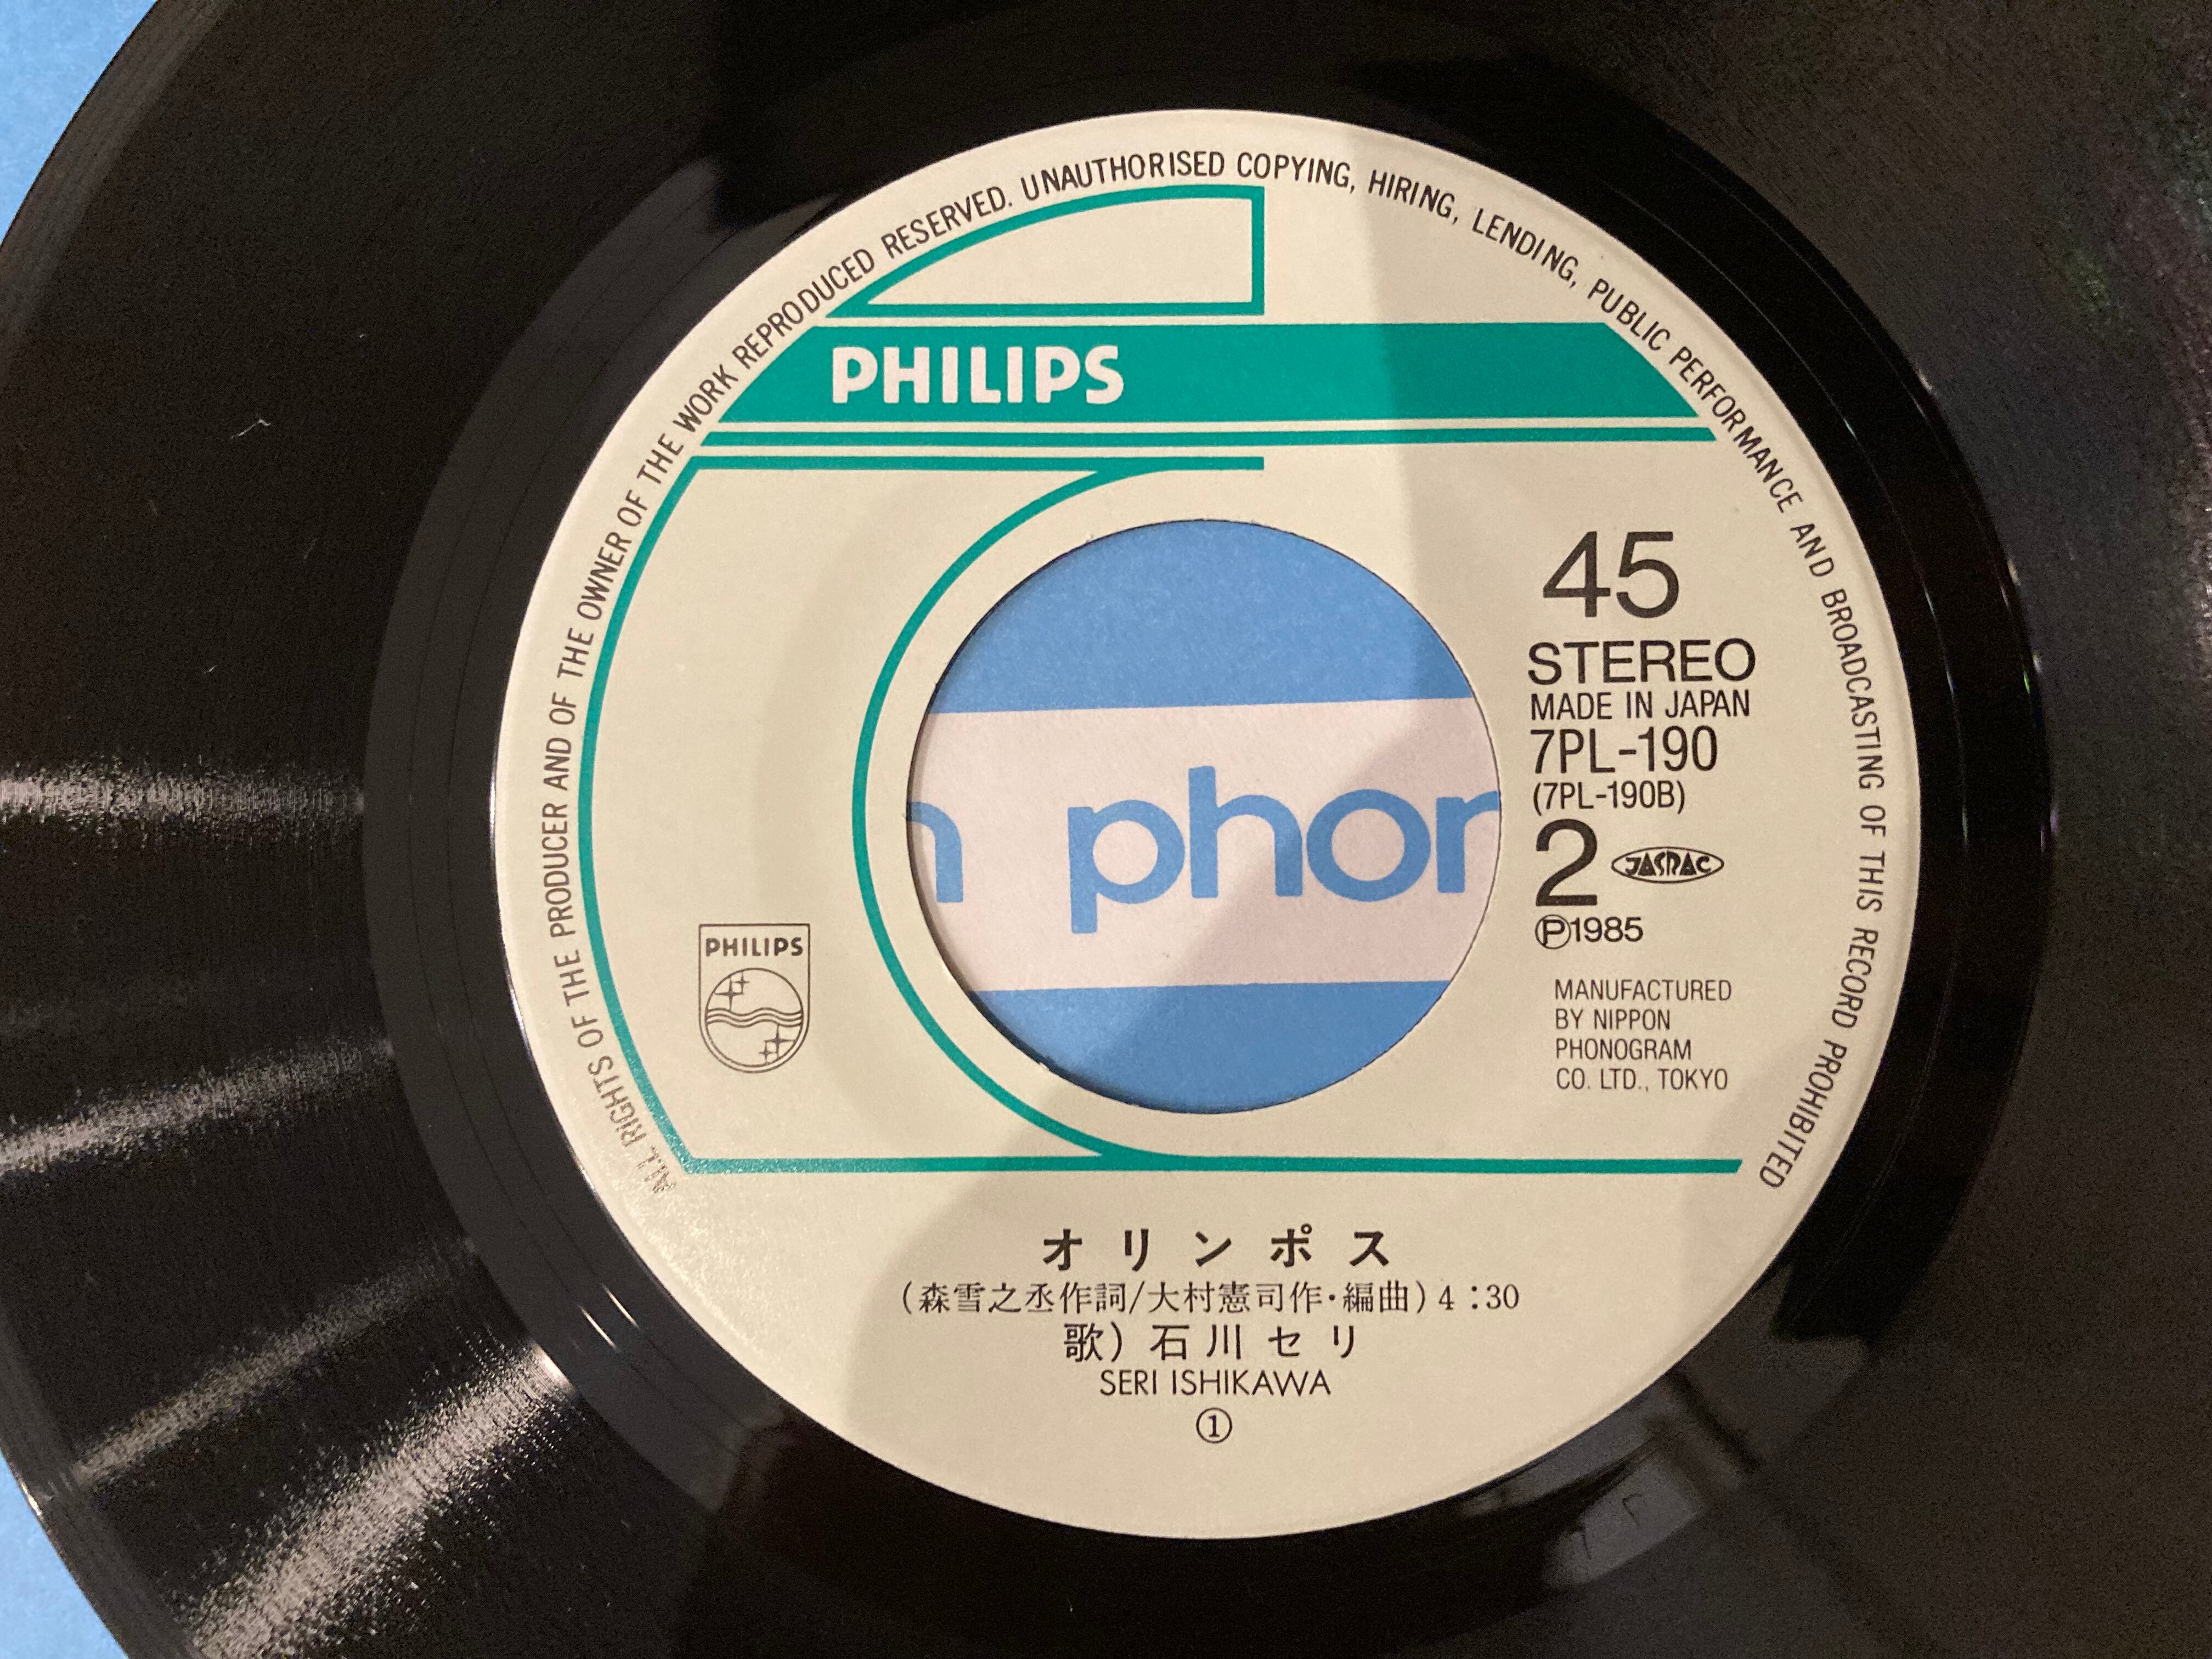 ALL RIGHTS OF THE PRODUCER AND OF THE OWNER OF THE WORK REPRODUCED RESERVED. UNAUTHORISED COPYING, HIRING, LENDING, PUBLIC PERFORMANCE AND BROADCASTING OF THIS RECORD PROHIBITED
PHILIPS
45
STEREO
MADE IN JAPAN
7PL-190
(7PL-190B)
2 JASRAC
Ⓟ1985
n phon
PHILIPS
MANUFACTURED
BY NIPPON
PHONOGRAM
CO. LTD., TOKYO
オリンポス
(森雪之丞作詞/大村憲司作・編曲) 4:30
歌) 石川セリ
SERI ISHIKAWA
①